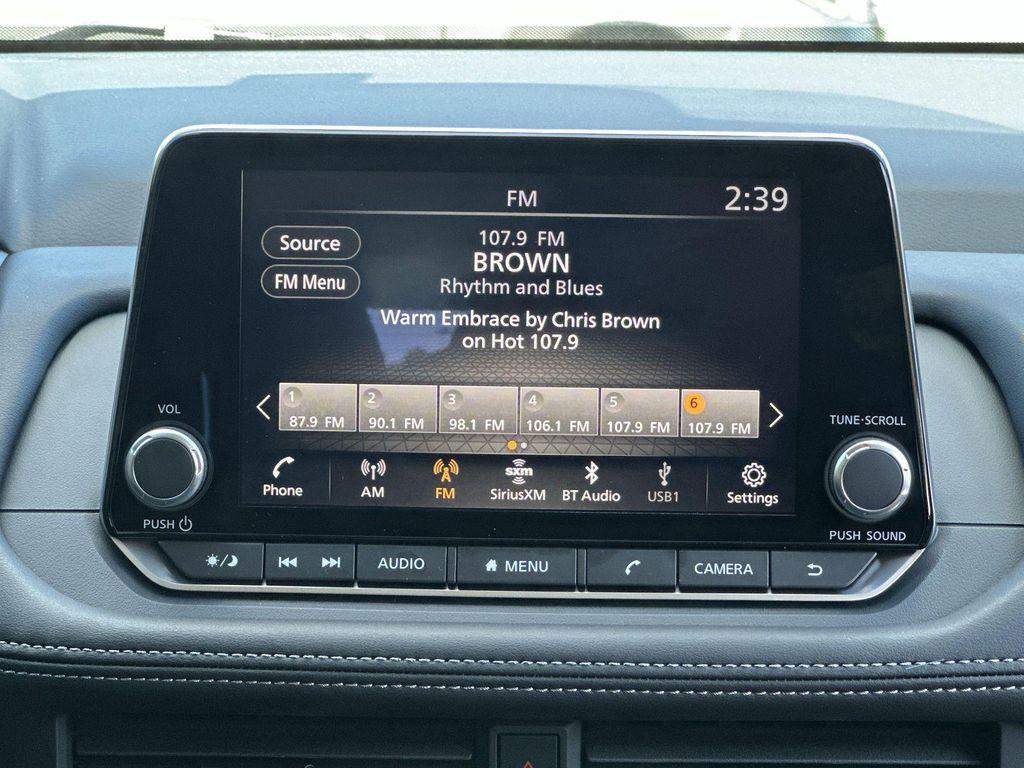 FM
2:39
Source
FM Menu
107.9 FM
BROWN
Rhythm and Blues
Warm Embrace by Chris Brown
on Hot 107.9
1
87.9 FM
2
90.1 FM
3
98.1 FM
4
106.1 FM
5
107.9 FM
6
107.9 FM
VOL
PUSH
TUNE·SCROLL
PUSH SOUND
Phone
AM
FM
sxm
SiriusXM
BT Audio
USB1
Settings
AUDIO
MENU
CAMERA